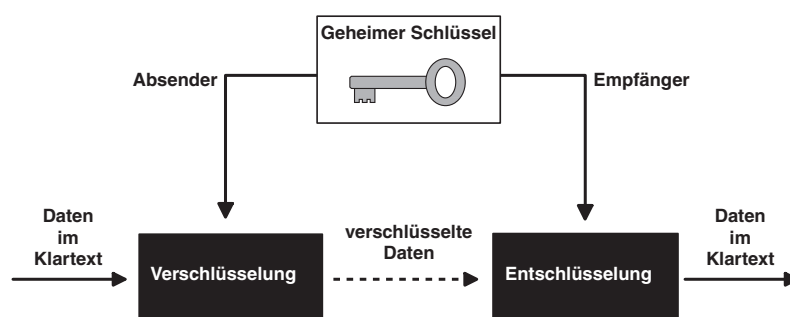 Geheimer Schlüssel
Absender
Empfänger
Daten
im
Klartext
Verschlüsselung
verschlüsselte
Daten
Entschlüsselung
Daten
im
Klartext